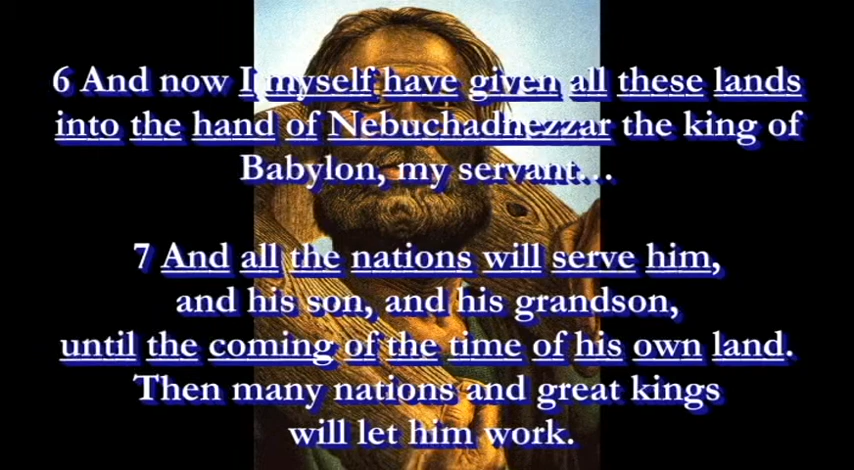 6 And now I myself have given all these lands
into the hand of Nebuchadnezzar the king of
Babylon, my servant…
7 And all the nations will serve him,
and his son, and his grandson,
until the coming of the time of his own land.
Then many nations and great kings
will let him work.